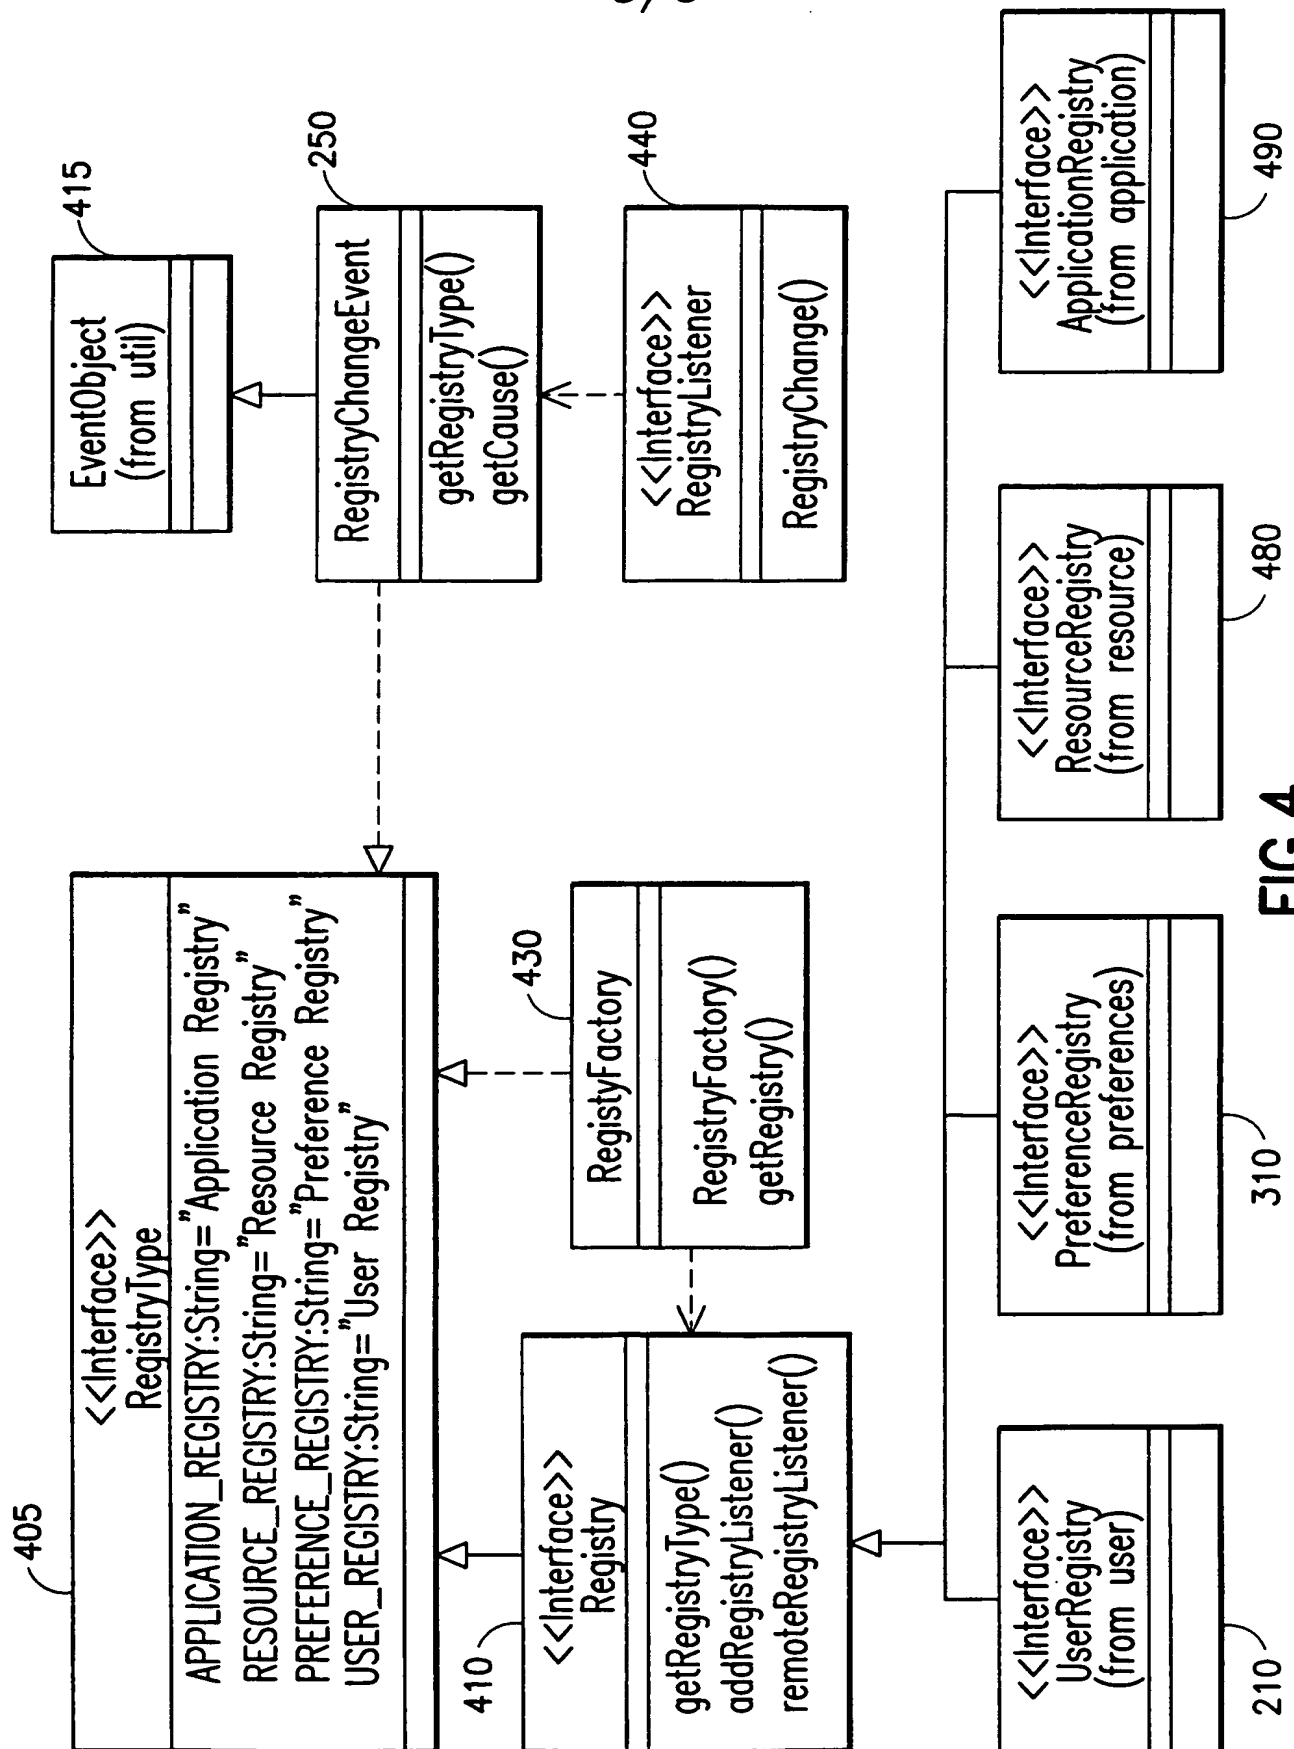 405
<<Interface>>
RegistryType
APPLICATION_REGISTRY:String="Application Registry"
RESOURCE_REGISTRY:String="Resource Registry"
PREFERENCE_REGISTRY:String="Preference Registry"
USER_REGISTRY:String="User Registry"
415
EventObject
(from util)
250
RegistryChangeEvent
getRegistryType()
getCause()
410
<<Interface>>
Registry
getRegistryType()
addRegistryListener()
remoteRegistryListener()
430
RegistyFactory
RegistryFactory()
getRegistry()
440
<<Interface>>
RegistryListener
RegistryChange()
<<Interface>>
UserRegistry
(from user)
210
<<Interface>>
PreferenceRegistry
(from preferences)
310
<<Interface>>
ResourceRegistry
(from resource)
480
<<Interface>>
ApplicationRegistry
(from application)
490
FIG.4